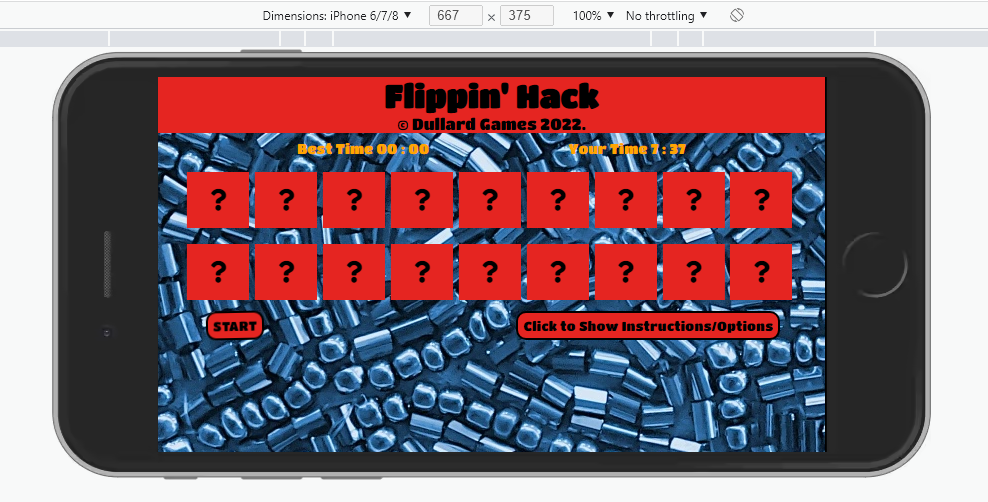 Dimensions: iPhone 6/7/8 ▼ 667 × 375 100% ▼ No throttling ▼
Flippin' Hack
© Dullard Games 2022.
Best Time 00 : 00 Your Time 7 : 37
? ? ? ? ? ? ? ? ?
? ? ? ? ? ? ? ? ?
START Click to Show Instructions/Options